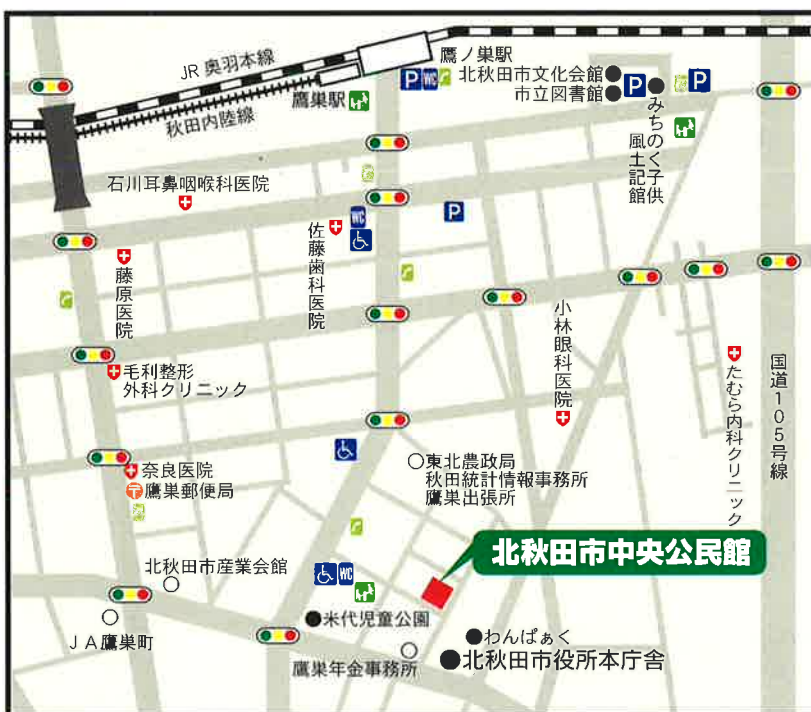 JR 奥羽本線
鷹ノ巣駅
北秋田市文化会館
市立図書館
P
WC
P
P
みちのく子供
風土記館
鷹巣駅
秋田内陸線
石川耳鼻咽喉科医院
WC
P
佐藤歯科医院
藤原医院
小林眼科医院
国道105号線
たむら内科クリニック
毛利整形
外科クリニック
奈良医院
〒鷹巣郵便局
東北農政局
秋田統計情報事務所
鷹巣出張所
北秋田市中央公民館
北秋田市産業会館
WC
米代児童公園
JA鷹巣町
わんぱぁく
鷹巣年金事務所
北秋田市役所本庁舎